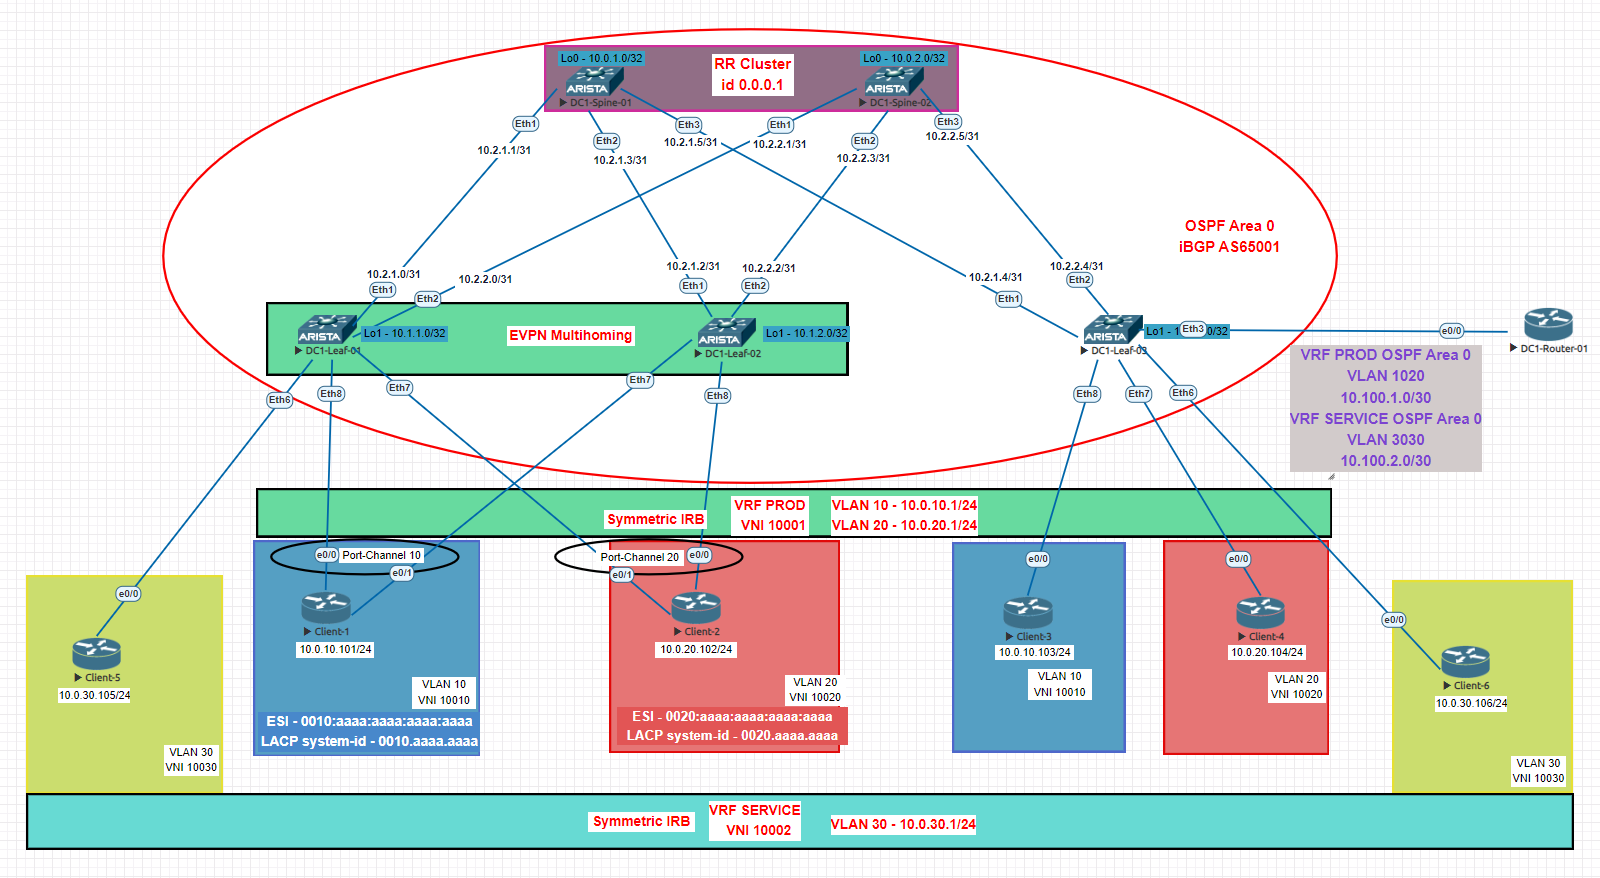 Lo0 - 10.0.1.0/32
RR Cluster
id 0.0.0.1
Lo0 - 10.0.2.0/32
ARISTA
DC1-Spine-01
ARISTA
DC1-Spine-02
Eth1
Eth2
Eth3
Eth1
Eth2
Eth3
10.2.1.1/31
10.2.1.3/31
10.2.1.5/31
10.2.2.1/31
10.2.2.3/31
10.2.2.5/31
OSPF Area 0
iBGP AS65001
10.2.1.0/31
10.2.2.0/31
10.2.1.2/31
10.2.2.2/31
10.2.1.4/31
10.2.2.4/31
Eth1
Eth2
Eth1
Eth2
Eth1
Eth2
ARISTA
DC1-Leaf-01
Lo1 - 10.1.1.0/32
EVPN Multihoming
ARISTA
DC1-Leaf-02
Lo1 - 10.1.2.0/32
ARISTA
DC1-Leaf-03
Eth3
e0/0
DC1-Router-01
VRF PROD OSPF Area 0
VLAN 1020
10.100.1.0/30
VRF SERVICE OSPF Area 0
VLAN 3030
10.100.2.0/30
Eth6
Eth8
Eth7
Eth7
Eth8
Eth8
Eth7
Eth6
Symmetric IRB
VRF PROD
VNI 10001
VLAN 10 - 10.0.10.1/24
VLAN 20 - 10.0.20.1/24
e0/0
Port-Channel 10
e0/1
Port-Channel 20
e0/0
e0/1
e0/0
e0/0
e0/0
e0/0
Client-5
10.0.30.105/24
VLAN 30
VNI 10030
Client-1
10.0.10.101/24
VLAN 10
VNI 10010
ESI - 0010:aaaa:aaaa:aaaa:aaaa
LACP system-id - 0010.aaaa.aaaa
Client-2
10.0.20.102/24
VLAN 20
VNI 10020
ESI - 0020:aaaa:aaaa:aaaa:aaaa
LACP system-id - 0020.aaaa.aaaa
Client-3
10.0.10.103/24
VLAN 10
VNI 10010
Client-4
10.0.20.104/24
VLAN 20
VNI 10020
Client-6
10.0.30.106/24
VLAN 30
VNI 10030
Symmetric IRB
VRF SERVICE
VNI 10002
VLAN 30 - 10.0.30.1/24